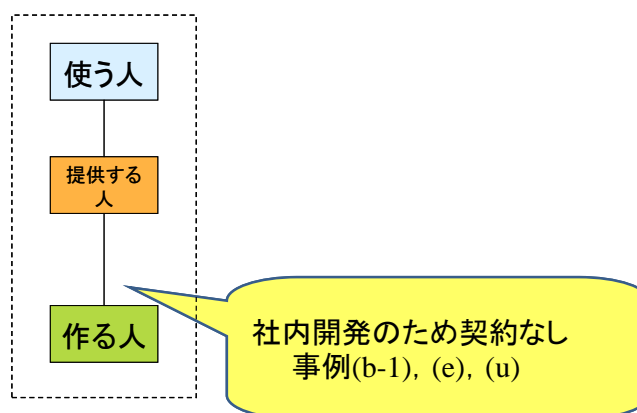 使う人
提供する
人
作る人
社内開発のため契約なし
事例(b-1), (e), (u)